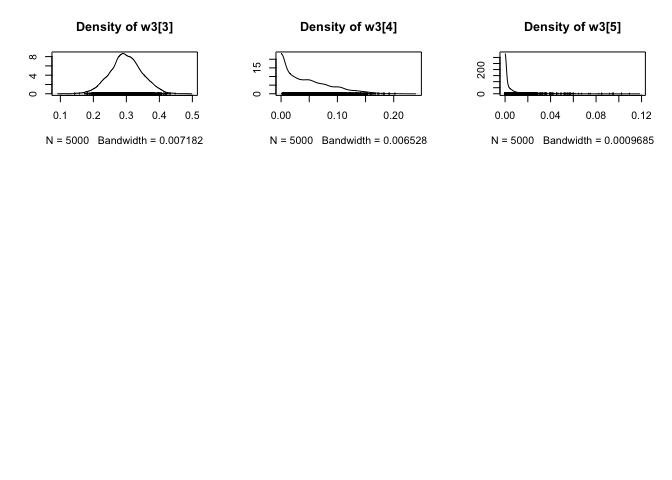 Density of w3[3]
8
4
0
0.1 0.2 0.3 0.4 0.5
N = 5000 Bandwidth = 0.007182
Density of w3[4]
15
0
0.00 0.10 0.20
N = 5000 Bandwidth = 0.006528
Density of w3[5]
200
0
0.00 0.04 0.08 0.12
N = 5000 Bandwidth = 0.0009685